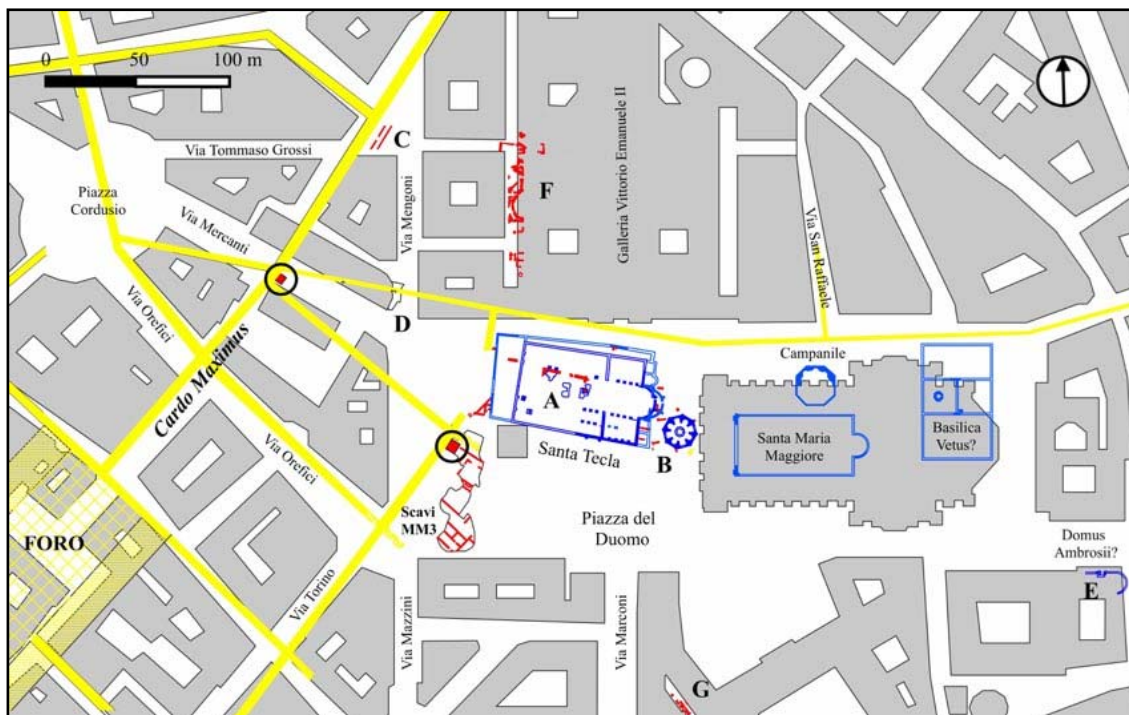 0 50 100 m
C
Via Tommaso Grossi
Piazza
Cordusio
Via Mercanti
Via Mengoni
F
Galleria Vittorio Emanuele II
Via San Raffaele
Via Orefici
D
Cardo Maximus
Campanile
A
Santa Tecla
B
Santa Maria
Maggiore
Basilica
Vetus?
Via Orefici
Scavi
MM3
Piazza del
Duomo
FORO
Domus
Ambrosii?
E
Via Torino
Via Mazzini
Via Marconi
G